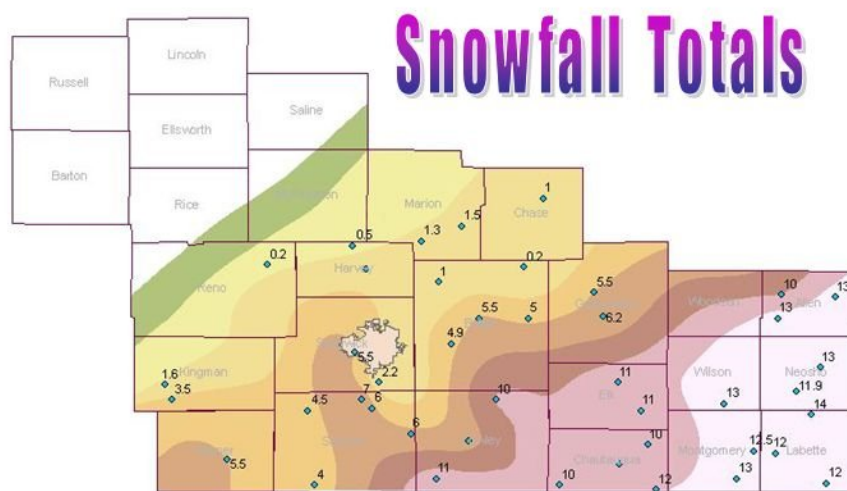 Snowfall Totals
Lincoln
Russell
Saline
Ellsworth
Barton
Rice
Marion
Chase
1
1.5
1.3
0.5
0.2
0.2
Harvey
Reno
1
5.5
10
13
Allen
5.5
5
6.2
13
4.9
5.5
Kingman
2.2
11
Elk
Wilson
13
Neosho
1.6
3.5
7
10
11.9
4.5
6
11
13
14
6
10
12.5
12
Montgomery
Labette
5.5
4
11
10
12
13
12